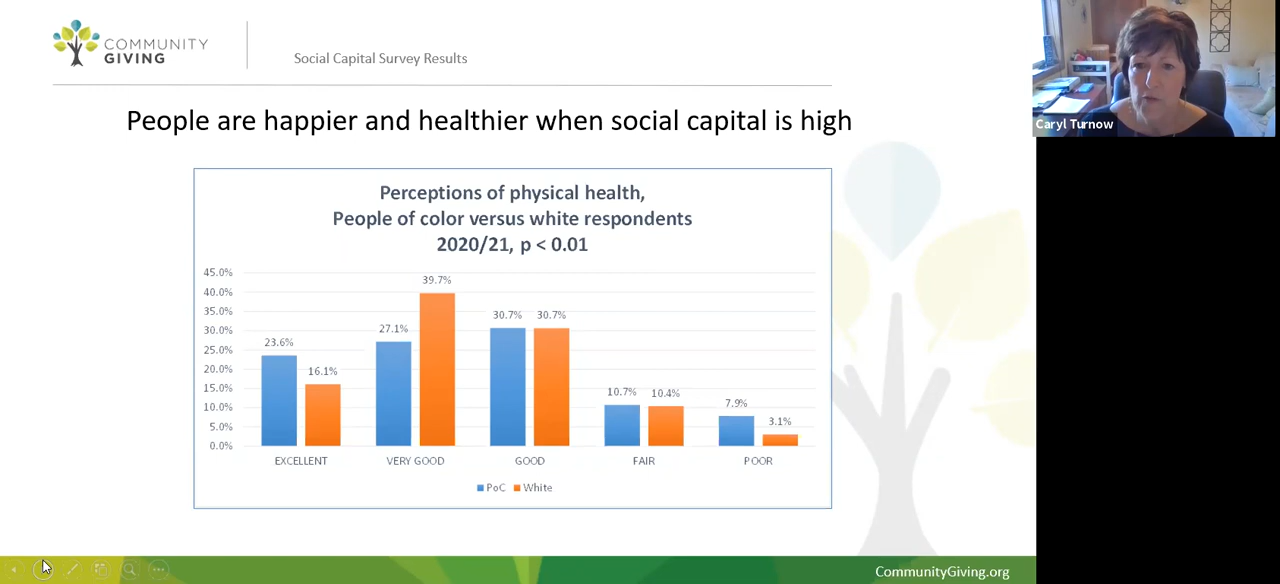 COMMUNITY
GIVING
Social Capital Survey Results
Caryl Turnow
People are happier and healthier when social capital is high
Perceptions of physical health,
People of color versus white respondents
2020/21, p < 0.01
45.0%
40.0%
35.0%
30.0%
25.0%
20.0%
15.0%
10.0%
5.0%
0.0%
23.6%
16.1%
27.1%
39.7%
30.7%
30.7%
10.7%
10.4%
7.9%
3.1%
EXCELLENT
VERY GOOD
GOOD
FAIR
POOR
PoC
White
CommunityGiving.org